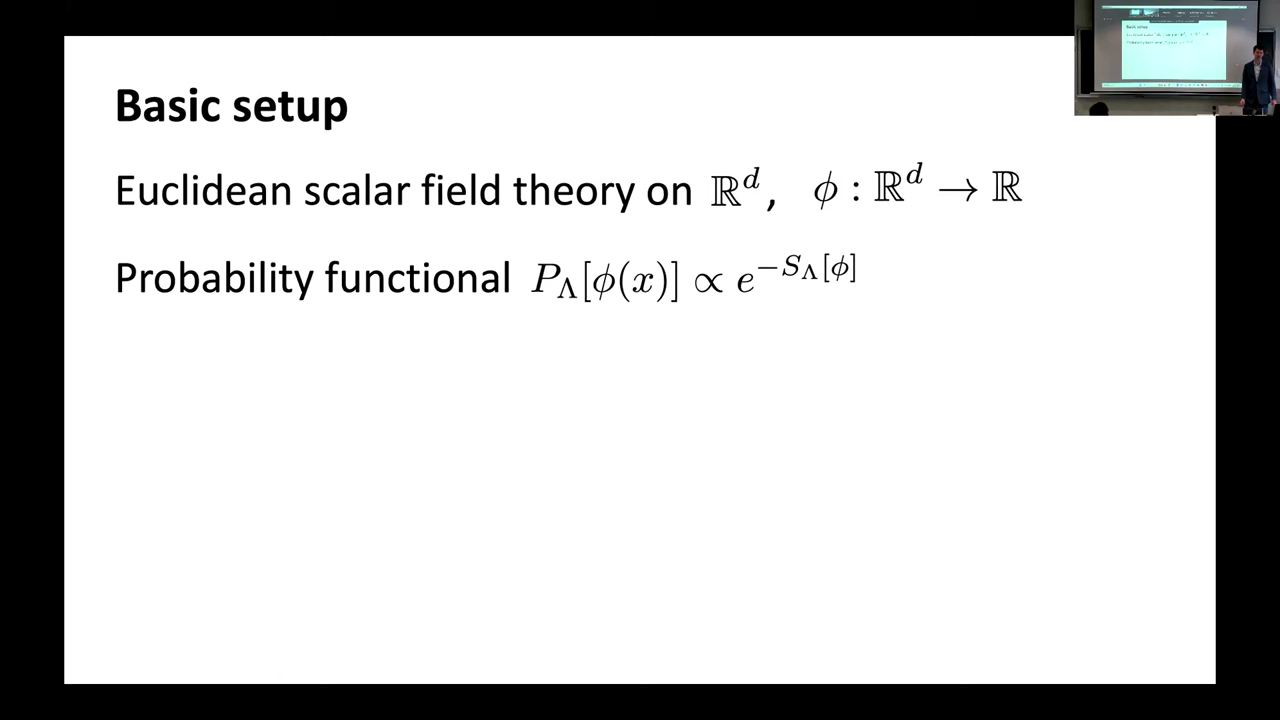 Basic setup
Euclidean scalar field theory on ℝ^d, ϕ : ℝ^d → ℝ
Probability functional P_Λ[ϕ(x)] ∝ e^{−S_Λ[ϕ]}